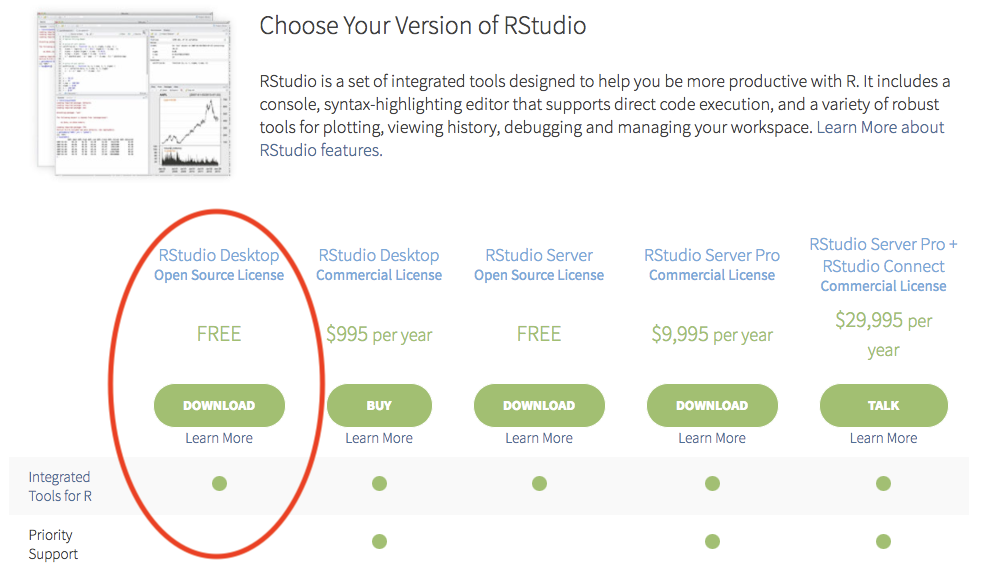 Choose Your Version of RStudio
RStudio is a set of integrated tools designed to help you be more productive with R. It includes a
console, syntax-highlighting editor that supports direct code execution, and a variety of robust
tools for plotting, viewing history, debugging and managing your workspace. Learn More about
RStudio features.
RStudio Desktop
Open Source License
FREE
DOWNLOAD
Learn More
RStudio Desktop
Commercial License
$995 per year
BUY
Learn More
RStudio Server
Open Source License
FREE
DOWNLOAD
Learn More
RStudio Server Pro
Commercial License
$9,995 per year
DOWNLOAD
Learn More
RStudio Server Pro +
RStudio Connect
Commercial License
$29,995 per
year
TALK
Learn More
Integrated
Tools for R
Priority
Support